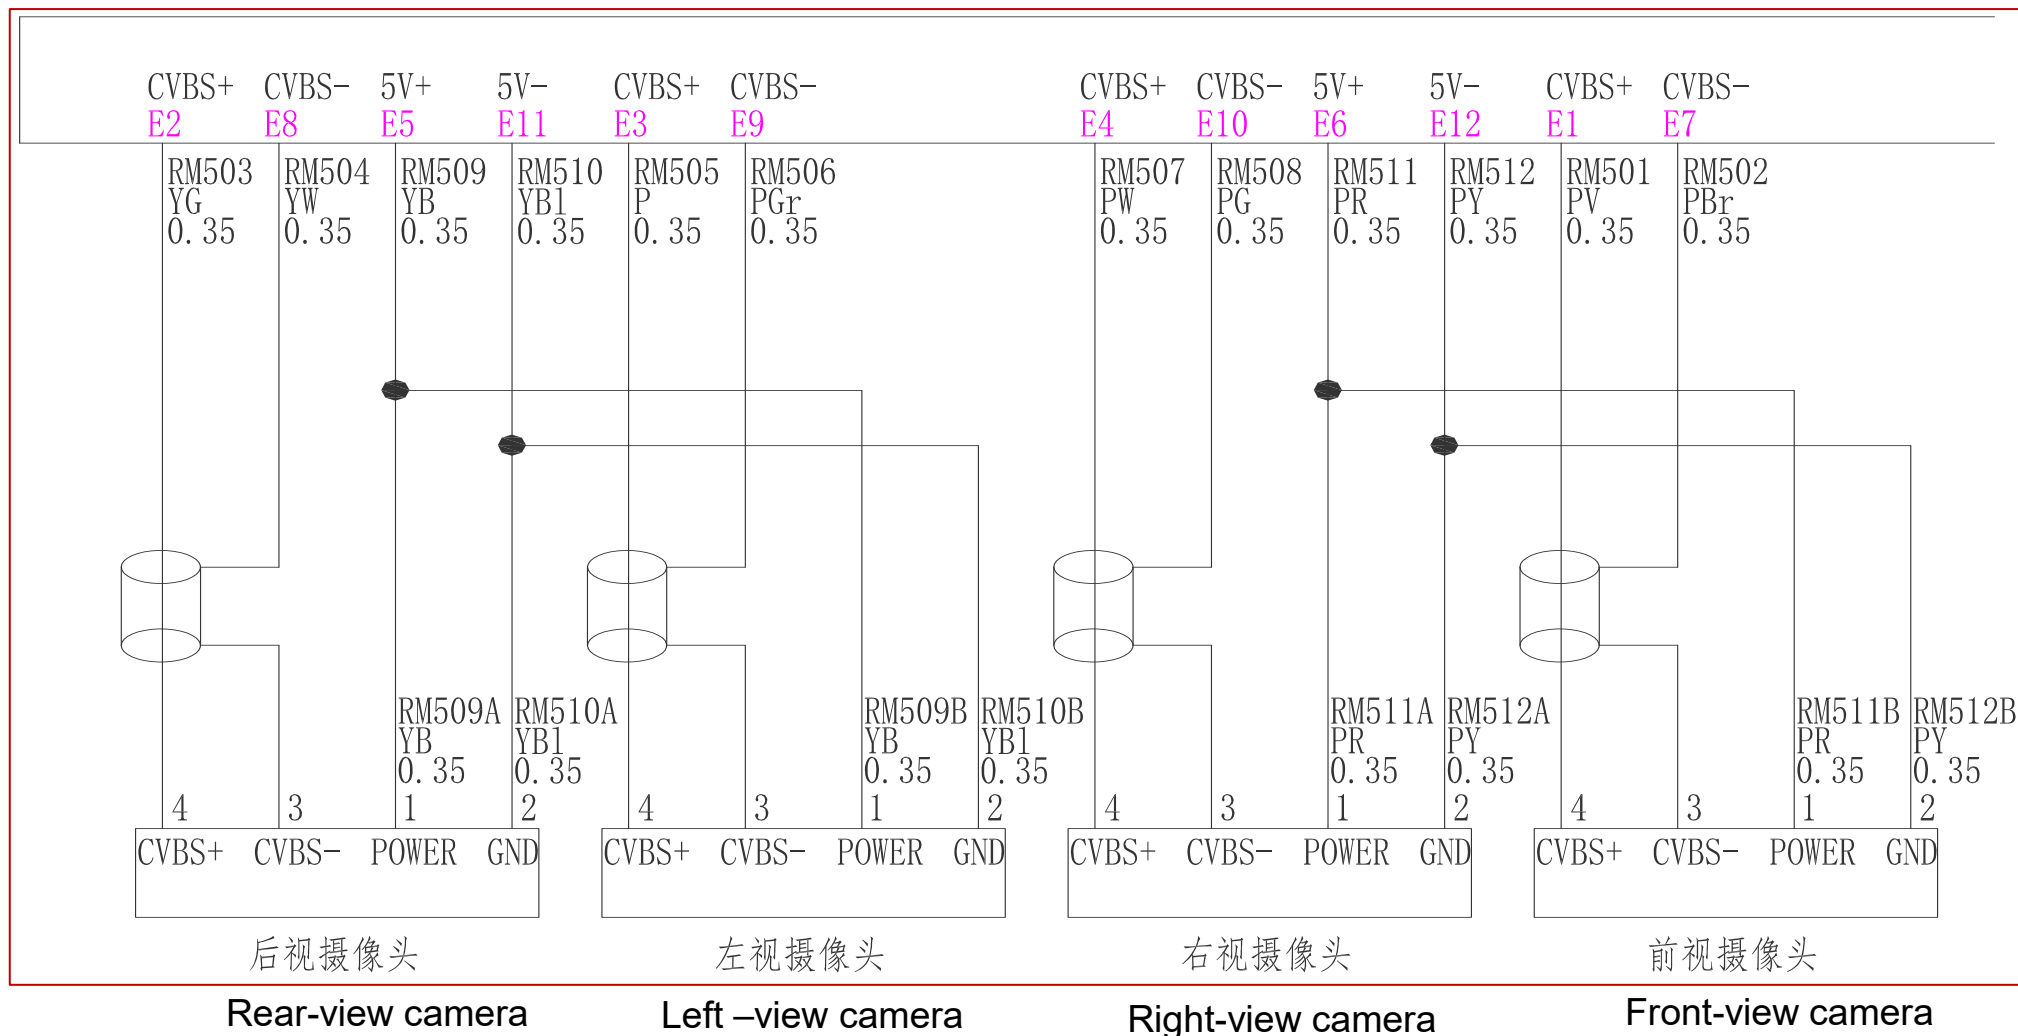 CVBS+ CVBS- 5V+ 5V- CVBS+ CVBS- CVBS+ CVBS- 5V+ 5V- CVBS+ CVBS-
E2 E8 E5 E11 E3 E9 E4 E10 E6 E12 E1 E7
RM503 RM504 RM509 RM510 RM505 RM506 RM507 RM508 RM511 RM512 RM501 RM502
YG YW YB YBl P PGr PW PG PR PY PV PBr
0.35 0.35 0.35 0.35 0.35 0.35 0.35 0.35 0.35 0.35 0.35 0.35
RM509A RM510A RM509B RM510B RM511A RM512A RM511B RM512B
YB YBl YB YBl PR PY PR PY
0.35 0.35 0.35 0.35 0.35 0.35 0.35 0.35
4 3 1 2 4 3 1 2 4 3 1 2 4 3 1 2
CVBS+ CVBS- POWER GND CVBS+ CVBS- POWER GND CVBS+ CVBS- POWER GND CVBS+ CVBS- POWER GND
后视摄像头 左视摄像头 右视摄像头 前视摄像头
Rear-view camera Left –view camera Right-view camera Front-view camera